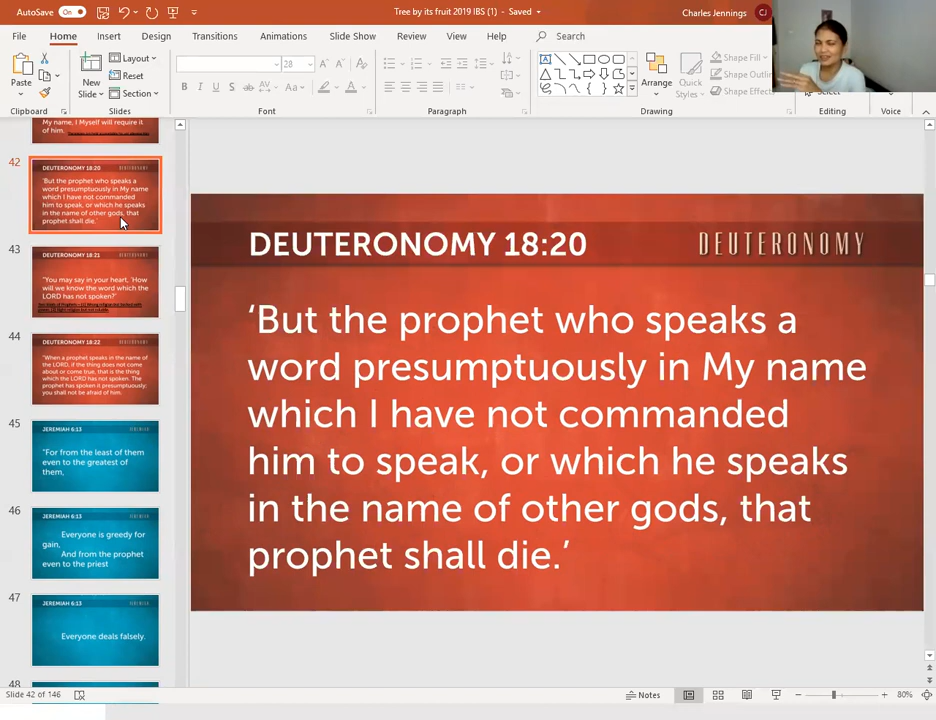 AutoSave On Tree by its fruit 2019 IBS (1) - Saved Charles Jennings CJ
File Home Insert Design Transitions Animations Slide Show Review View Help Search
Paste
New
Slide
Layout
Reset
Section
28
Arrange
Quick
Styles
Shape Fill
Shape Outlin
Shape Effects
Clipboard Slides Font Paragraph Drawing Editing Voice
My name, I Myself will require it
of him.
42
DEUTERONOMY 18:20 DEUTERONOMY
'But the prophet who speaks a
word presumptuously in My name
which I have not commanded
him to speak, or which he speaks
in the name of other gods, that
prophet shall die.'
43
DEUTERONOMY 18:21 DEUTERONOMY
"You may say in your heart, 'How
will we know the word which the
LORD has not spoken?'
44
DEUTERONOMY 18:22 DEUTERONOMY
"When a prophet speaks in the name of
the LORD, if the thing does not come
about or come true, that is the thing
which the LORD has not spoken. The
prophet has spoken it presumptuously;
you shall not be afraid of him.
45
JEREMIAH 6:13 JEREMIAH
"For from the least of them
even to the greatest of
them,
46
JEREMIAH 6:13 JEREMIAH
Everyone is greedy for
gain,
And from the prophet
even to the priest
47
JEREMIAH 6:13 JEREMIAH
Everyone deals falsely.
48
DEUTERONOMY 18:20 DEUTERONOMY
‘But the prophet who speaks a
word presumptuously in My name
which I have not commanded
him to speak, or which he speaks
in the name of other gods, that
prophet shall die.’
Slide 42 of 146 Notes 80%